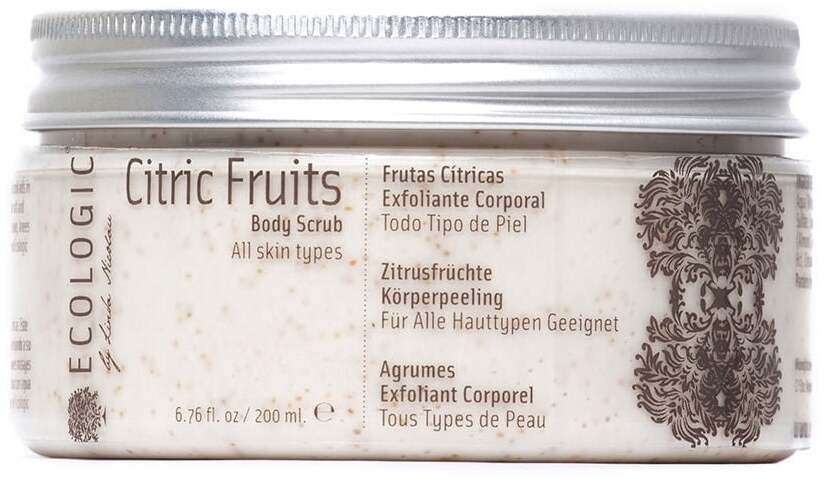 ECOLOGIC
by Linda Nicolau
Citric Fruits
Body Scrub
All skin types
6.76 fl. oz / 200 ml. ℮
Frutas Cítricas
Exfoliante Corporal
Todo Tipo de Piel
Zitrusfrüchte
Körperpeeling
Für Alle Hauttypen Geeignet
Agrumes
Exfoliant Corporel
Tous Types de Peau